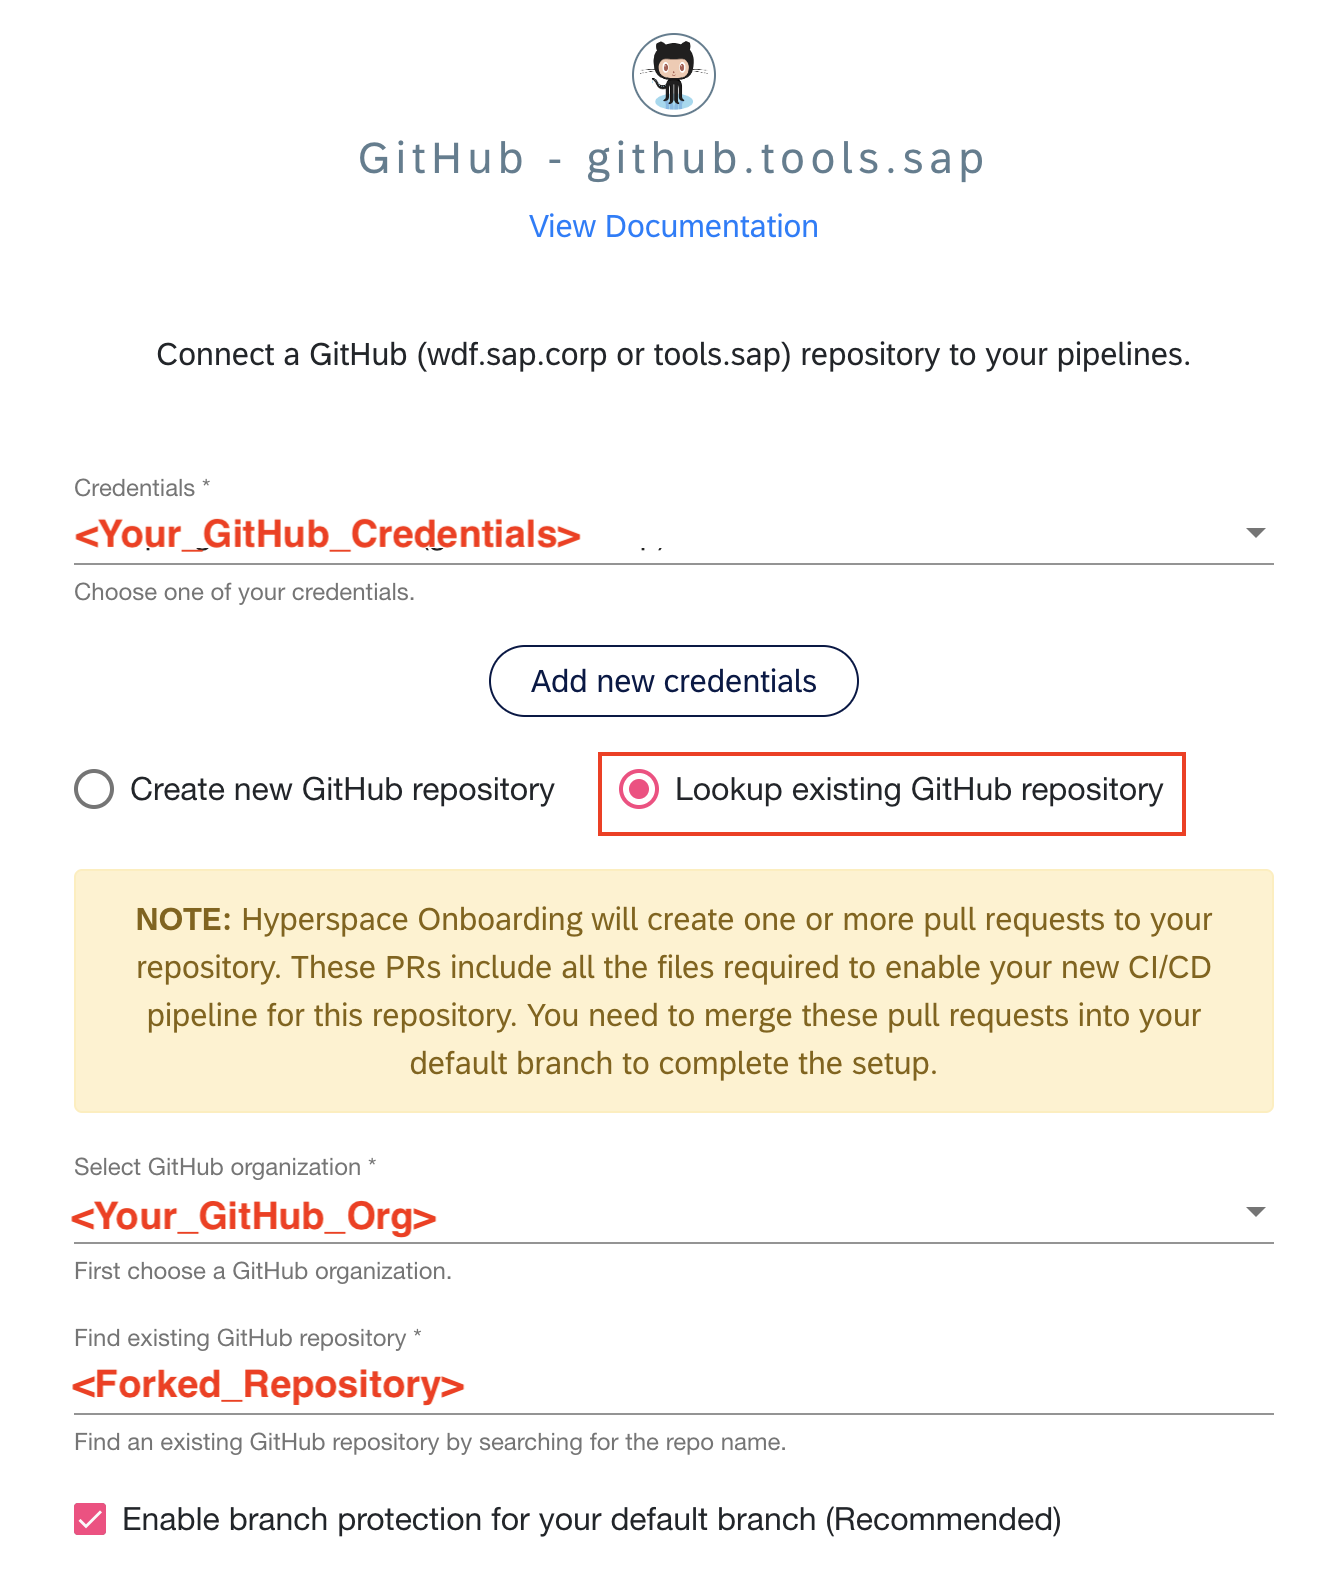 GitHub - github.tools.sap
View Documentation
Connect a GitHub (wdf.sap.corp or tools.sap) repository to your pipelines.
Credentials *
<Your_GitHub_Credentials>
Choose one of your credentials.
Add new credentials
Create new GitHub repository
Lookup existing GitHub repository
NOTE: Hyperspace Onboarding will create one or more pull requests to your
repository. These PRs include all the files required to enable your new CI/CD
pipeline for this repository. You need to merge these pull requests into your
default branch to complete the setup.
Select GitHub organization *
<Your_GitHub_Org>
First choose a GitHub organization.
Find existing GitHub repository *
<Forked_Repository>
Find an existing GitHub repository by searching for the repo name.
Enable branch protection for your default branch (Recommended)